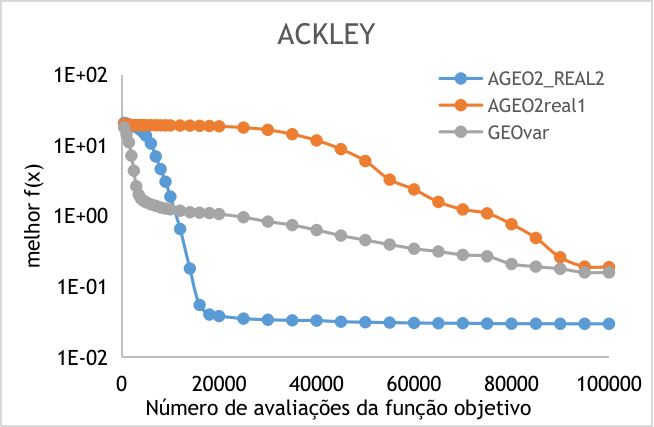 ACKLEY
1E+02
1E+01
1E+00
1E-01
1E-02
melhor f(x)
AGEO2_REAL2
AGEO2real1
GEOvar
0 20000 40000 60000 80000 100000
Número de avaliações da função objetivo